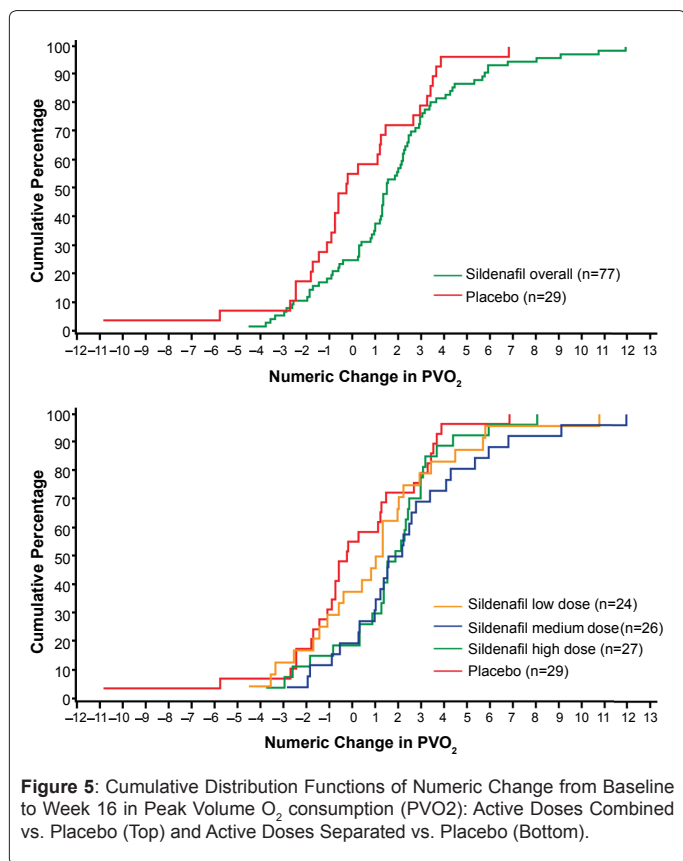 100
90
80
70
60
50
40
30
20
10
0
Cumulative Percentage
Sildenafil overall (n=77)
Placebo (n=29)
–12 –11 –10 –9 –8 –7 –6 –5 –4 –3 –2 –1 0 1 2 3 4 5 6 7 8 9 10 11 12 13
Numeric Change in PVO₂
100
90
80
70
60
50
40
30
20
10
0
Cumulative Percentage
Sildenafil low dose (n=24)
Sildenafil medium dose(n=26)
Sildenafil high dose (n=27)
Placebo (n=29)
–12 –11 –10 –9 –8 –7 –6 –5 –4 –3 –2 –1 0 1 2 3 4 5 6 7 8 9 10 11 12 13
Numeric Change in PVO₂
Figure 5: Cumulative Distribution Functions of Numeric Change from Baseline
to Week 16 in Peak Volume O₂ consumption (PVO2): Active Doses Combined
vs. Placebo (Top) and Active Doses Separated vs. Placebo (Bottom).